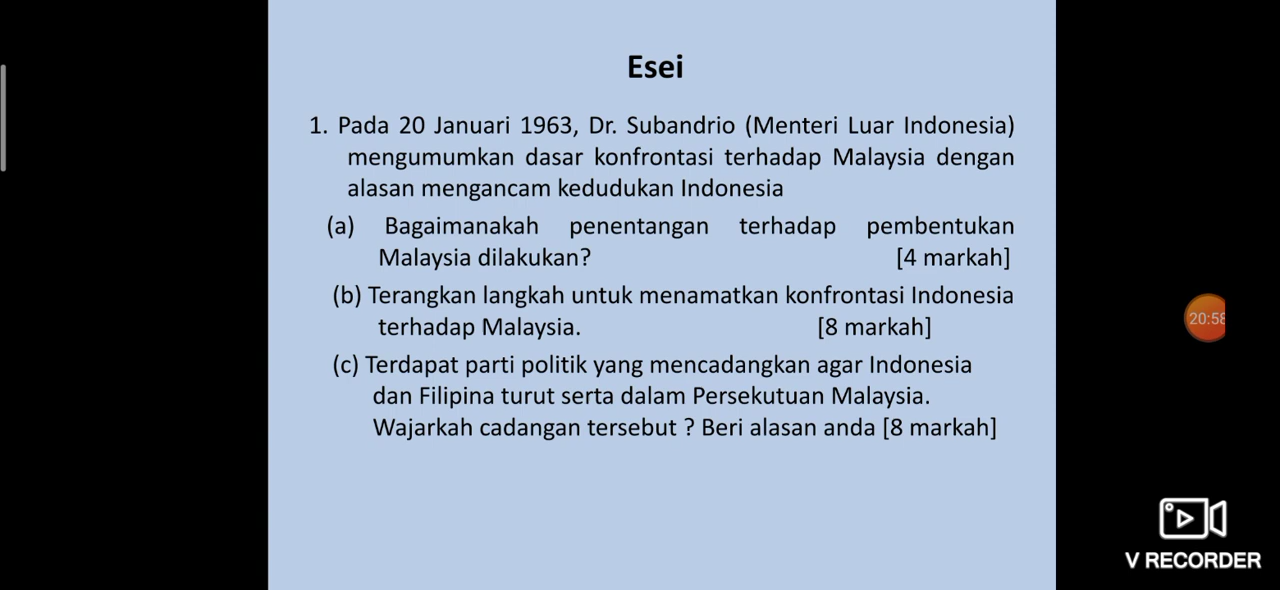 Esei
1. Pada 20 Januari 1963, Dr. Subandrio (Menteri Luar Indonesia)
mengumumkan dasar konfrontasi terhadap Malaysia dengan
alasan mengancam kedudukan Indonesia
(a) Bagaimanakah penentangan terhadap pembentukan
Malaysia dilakukan? [4 markah]
(b) Terangkan langkah untuk menamatkan konfrontasi Indonesia
terhadap Malaysia. [8 markah]
(c) Terdapat parti politik yang mencadangkan agar Indonesia
dan Filipina turut serta dalam Persekutuan Malaysia.
Wajarkah cadangan tersebut ? Beri alasan anda [8 markah]
20:58
V RECORDER